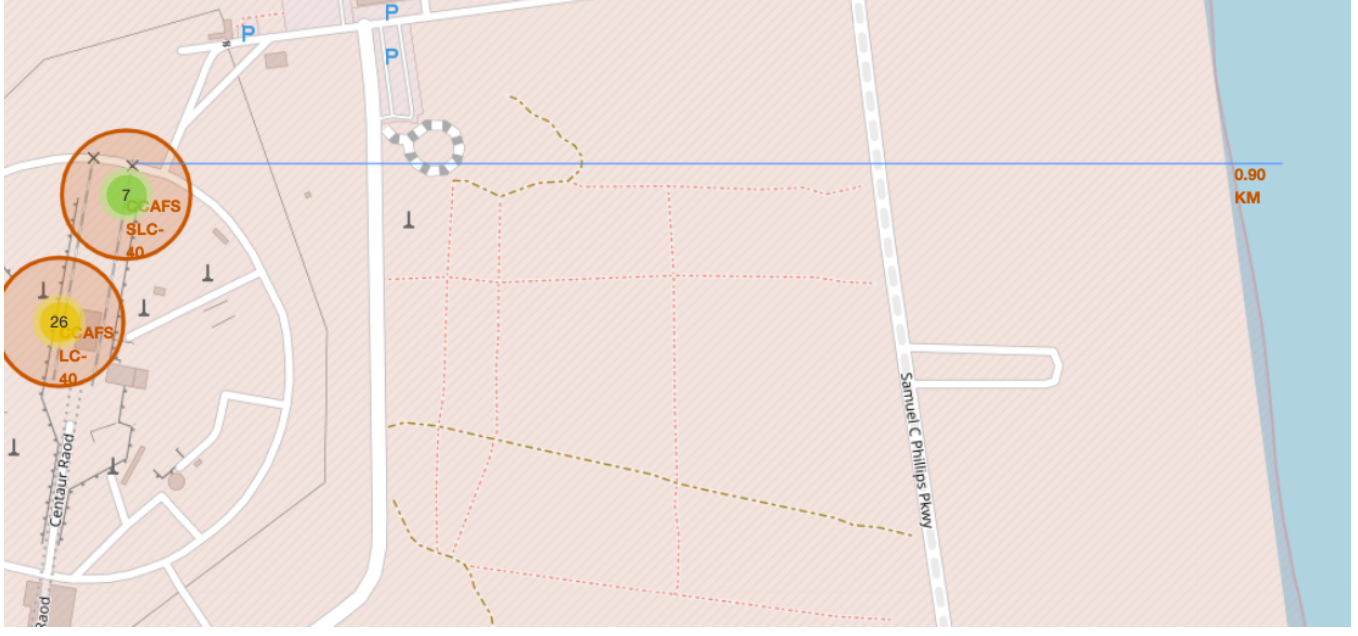 P
P
P
0.90
KM
7
CCAFS
SLC-
40
26
CCAFS
LC-
40
Samuel C Phillips Pkwy
Centaur Raod
Raod